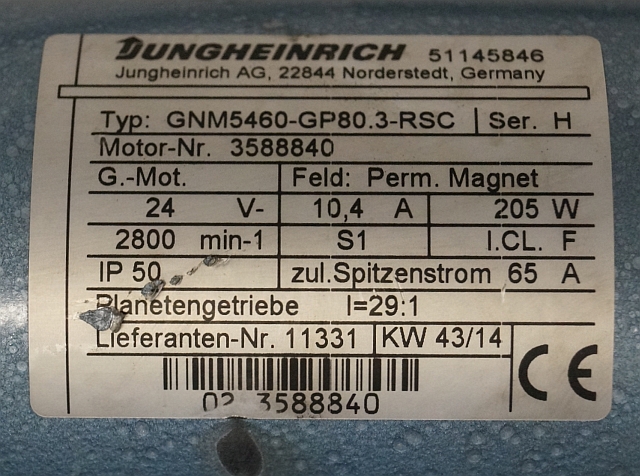 JUNGHEINRICH 51145846
Jungheinrich AG, 22844 Norderstedt, Germany
Typ: GNM5460-GP80.3-RSC Ser. H
Motor-Nr. 3588840
G.-Mot. Feld: Perm. Magnet
24 V- 10,4 A 205 W
2800 min-1 S1 I.CL. F
IP 50 zul.Spitzenstrom 65 A
Planetengetriebe I=29:1
Lieferanten-Nr. 11331 KW 43/14
02 3588840
CE